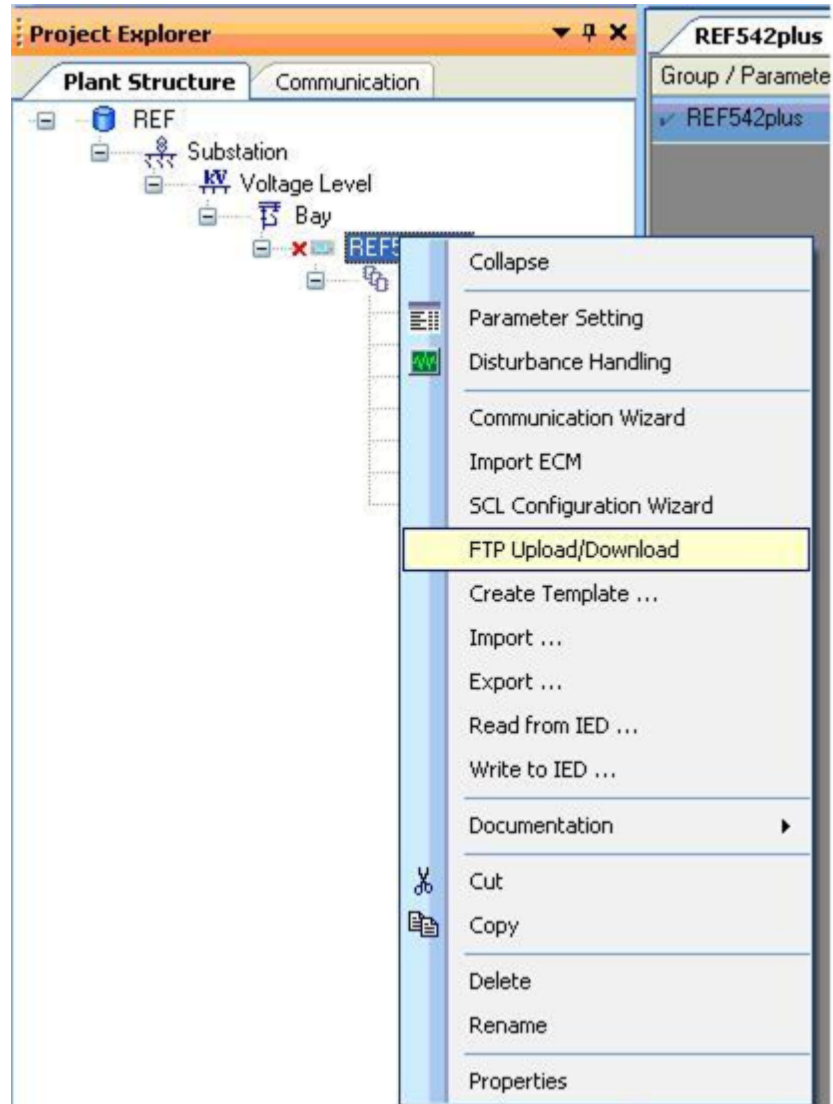 Project Explorer
Plant Structure
Communication
REF
Substation
Voltage Level
Bay
REF5
REF542plus
Group / Paramete
REF542plus
Collapse
Parameter Setting
Disturbance Handling
Communication Wizard
Import ECM
SCL Configuration Wizard
FTP Upload/Download
Create Template ...
Import ...
Export ...
Read from IED ...
Write to IED ...
Documentation
Cut
Copy
Delete
Rename
Properties